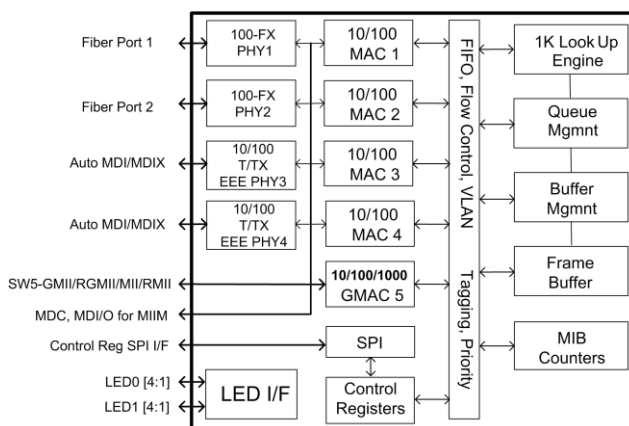 Fiber Port 1
100-FX
PHY1
10/100
MAC 1
1K Look Up
Engine
Fiber Port 2
100-FX
PHY2
10/100
MAC 2
Queue
Mgmnt
Auto MDI/MDIX
10/100
T/TX
EEE PHY3
10/100
MAC 3
Buffer
Mgmnt
Auto MDI/MDIX
10/100
T/TX
EEE PHY4
10/100
MAC 4
FIFO, Flow Control, VLAN
Tagging, Priority
SW5-GMII/RGMII/MII/RMII
10/100/1000
GMAC 5
Frame
Buffer
MDC, MDI/O for MIIM
Control Reg SPI I/F
SPI
MIB
Counters
LED0 [4:1]
LED1 [4:1]
LED I/F
Control
Registers